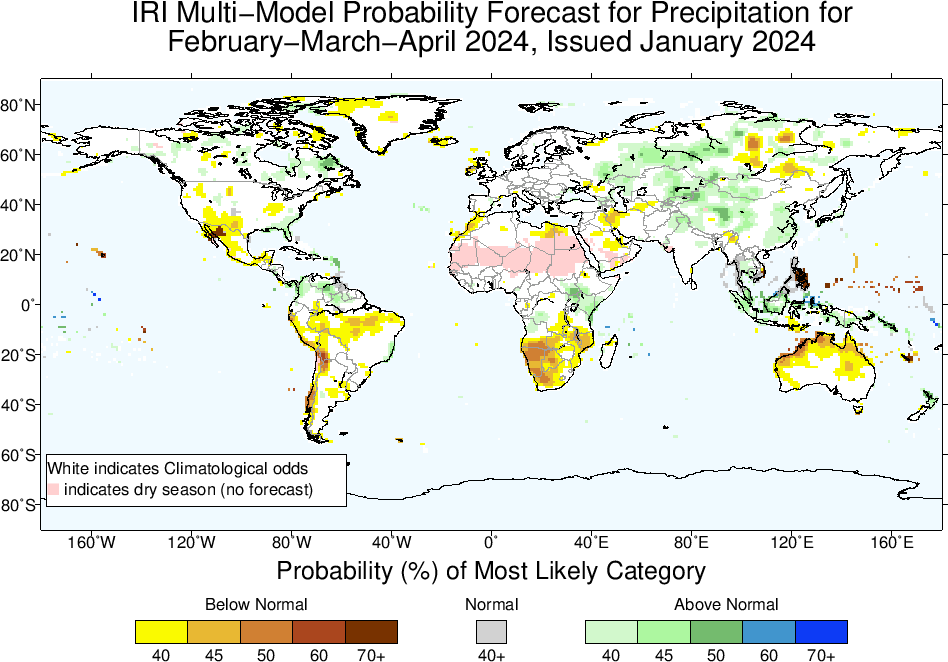 IRI Multi−Model Probability Forecast for Precipitation for
February−March−April 2024, Issued January 2024
80˚N
60˚N
40˚N
20˚N
0˚
20˚S
40˚S
60˚S
80˚S
White indicates Climatological odds
indicates dry season (no forecast)
160˚W 120˚W 80˚W 40˚W 0˚ 40˚E 80˚E 120˚E 160˚E
Probability (%) of Most Likely Category
Below Normal Normal Above Normal
40 45 50 60 70+ 40+ 40 45 50 60 70+